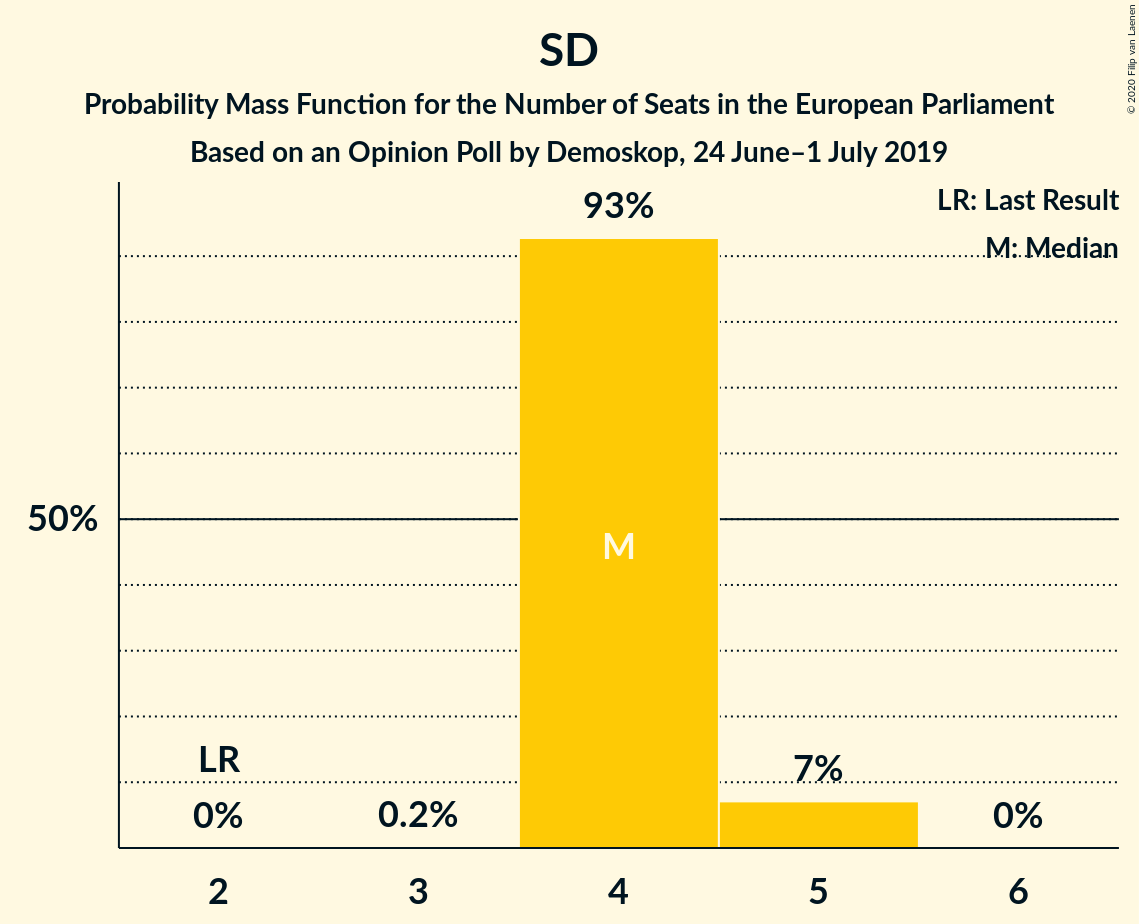 SD
Probability Mass Function for the Number of Seats in the European Parliament
Based on an Opinion Poll by Demoskop, 24 June–1 July 2019
© 2020 Filip van Laenen
LR: Last Result
M: Median
93%
50%
M
LR
7%
0%
0.2%
0%
2 3 4 5 6